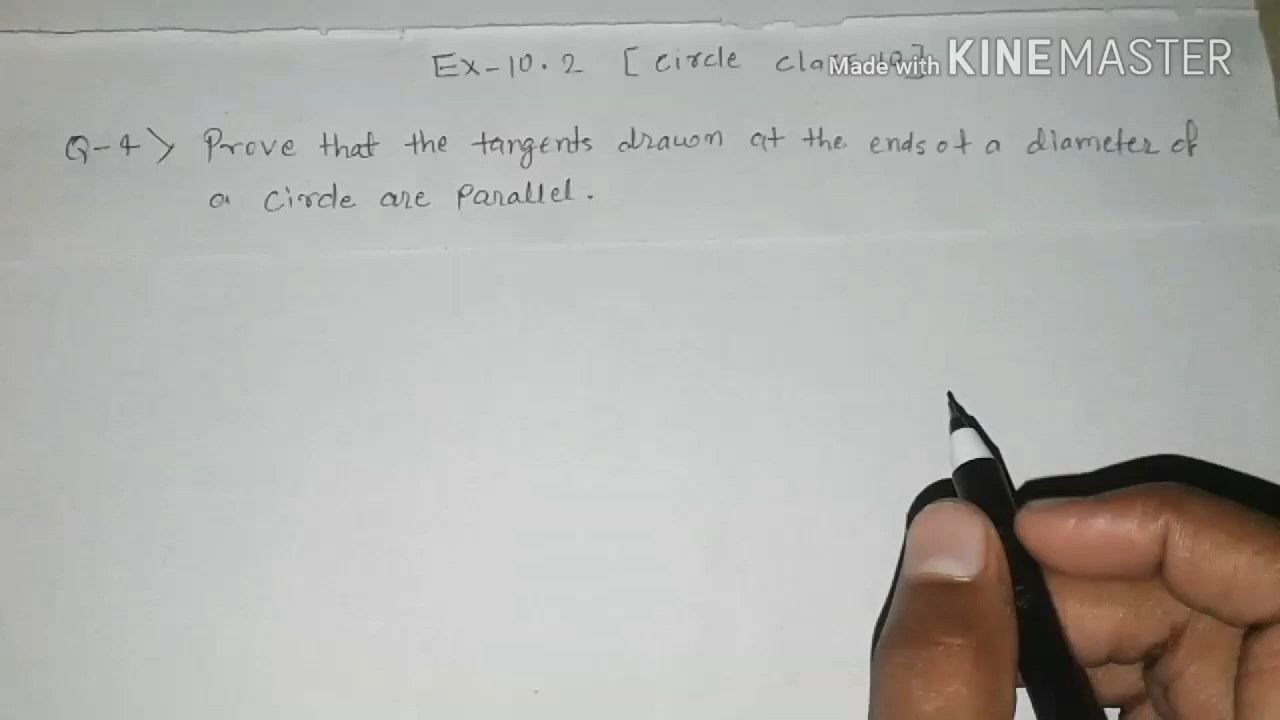 Ex-10.2 [circle
Made with KINEMASTER
Q-4> Prove that the tangents drawn at the ends of a diameter of
a circle are parallel.